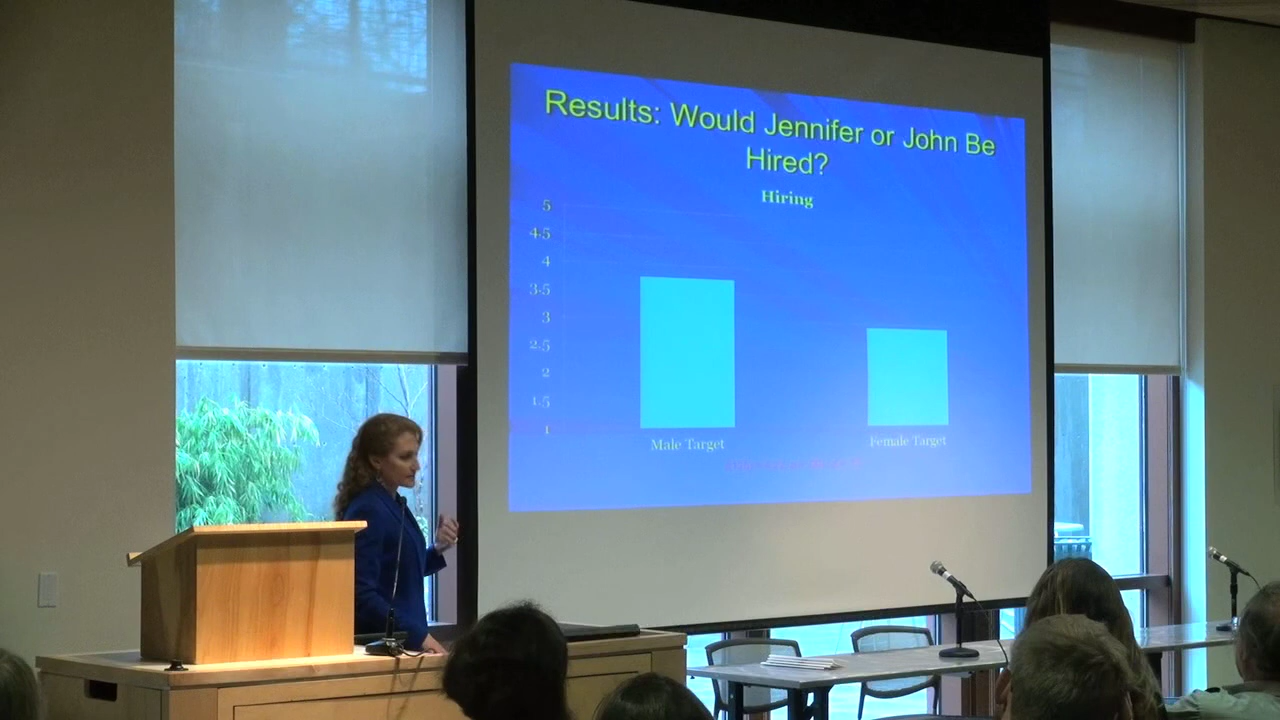 Results: Would Jennifer or John Be
Hired?
Hiring
5
4.5
4
3.5
3
2.5
2
1.5
1
Male Target
Female Target